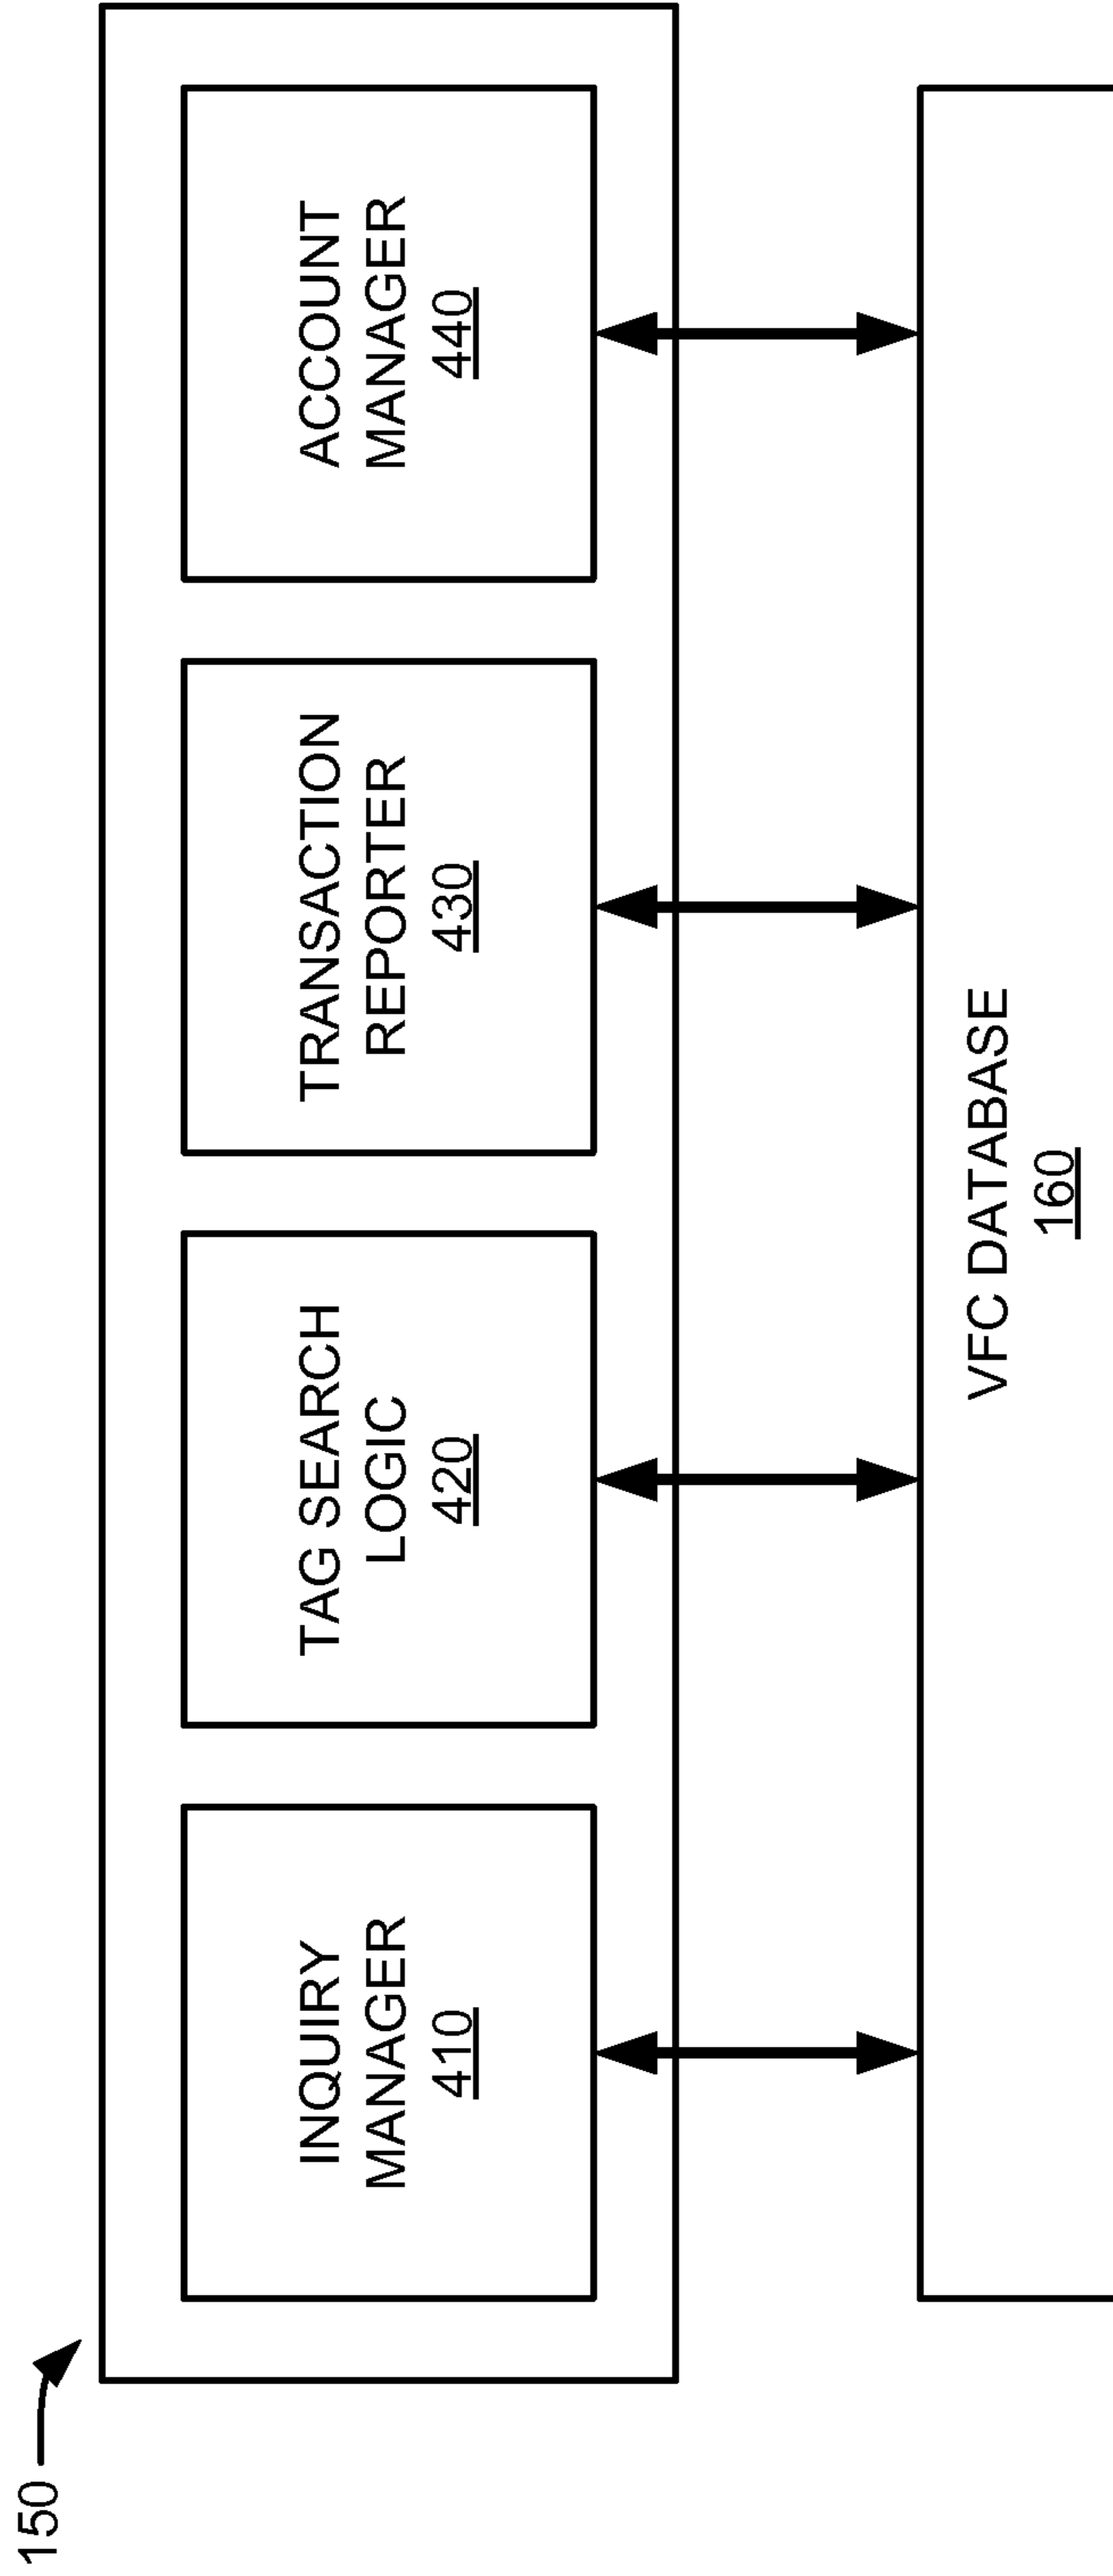 150
INQUIRY
MANAGER
410
TAG SEARCH
LOGIC
420
TRANSACTION
REPORTER
430
ACCOUNT
MANAGER
440
VFC DATABASE
160